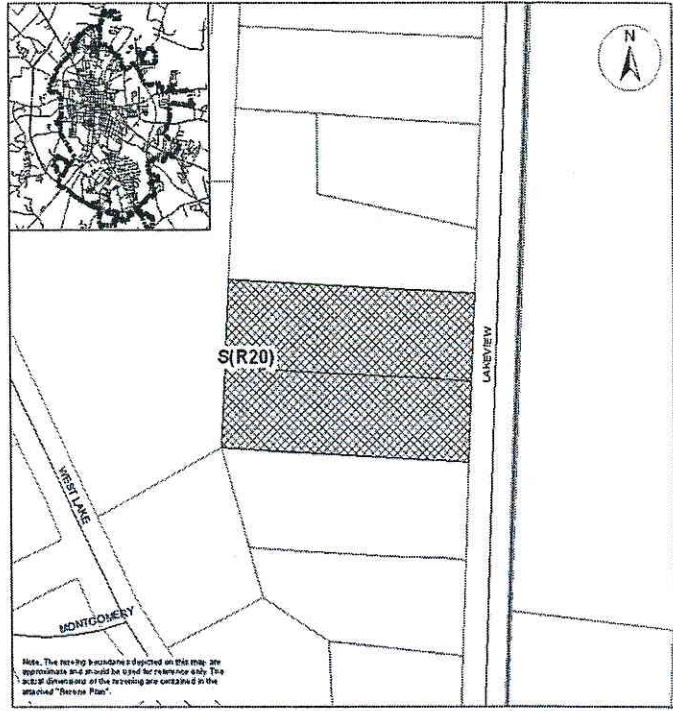 N
S(R20)
LAKEVIEW
WEST LAKE
MONTGOMERY
Note. The rezoning boundaries depicted on this map are
approximate and should be used for reference only. The
actual dimensions of the rezoning are contained in the
attached "Rezone Plan".